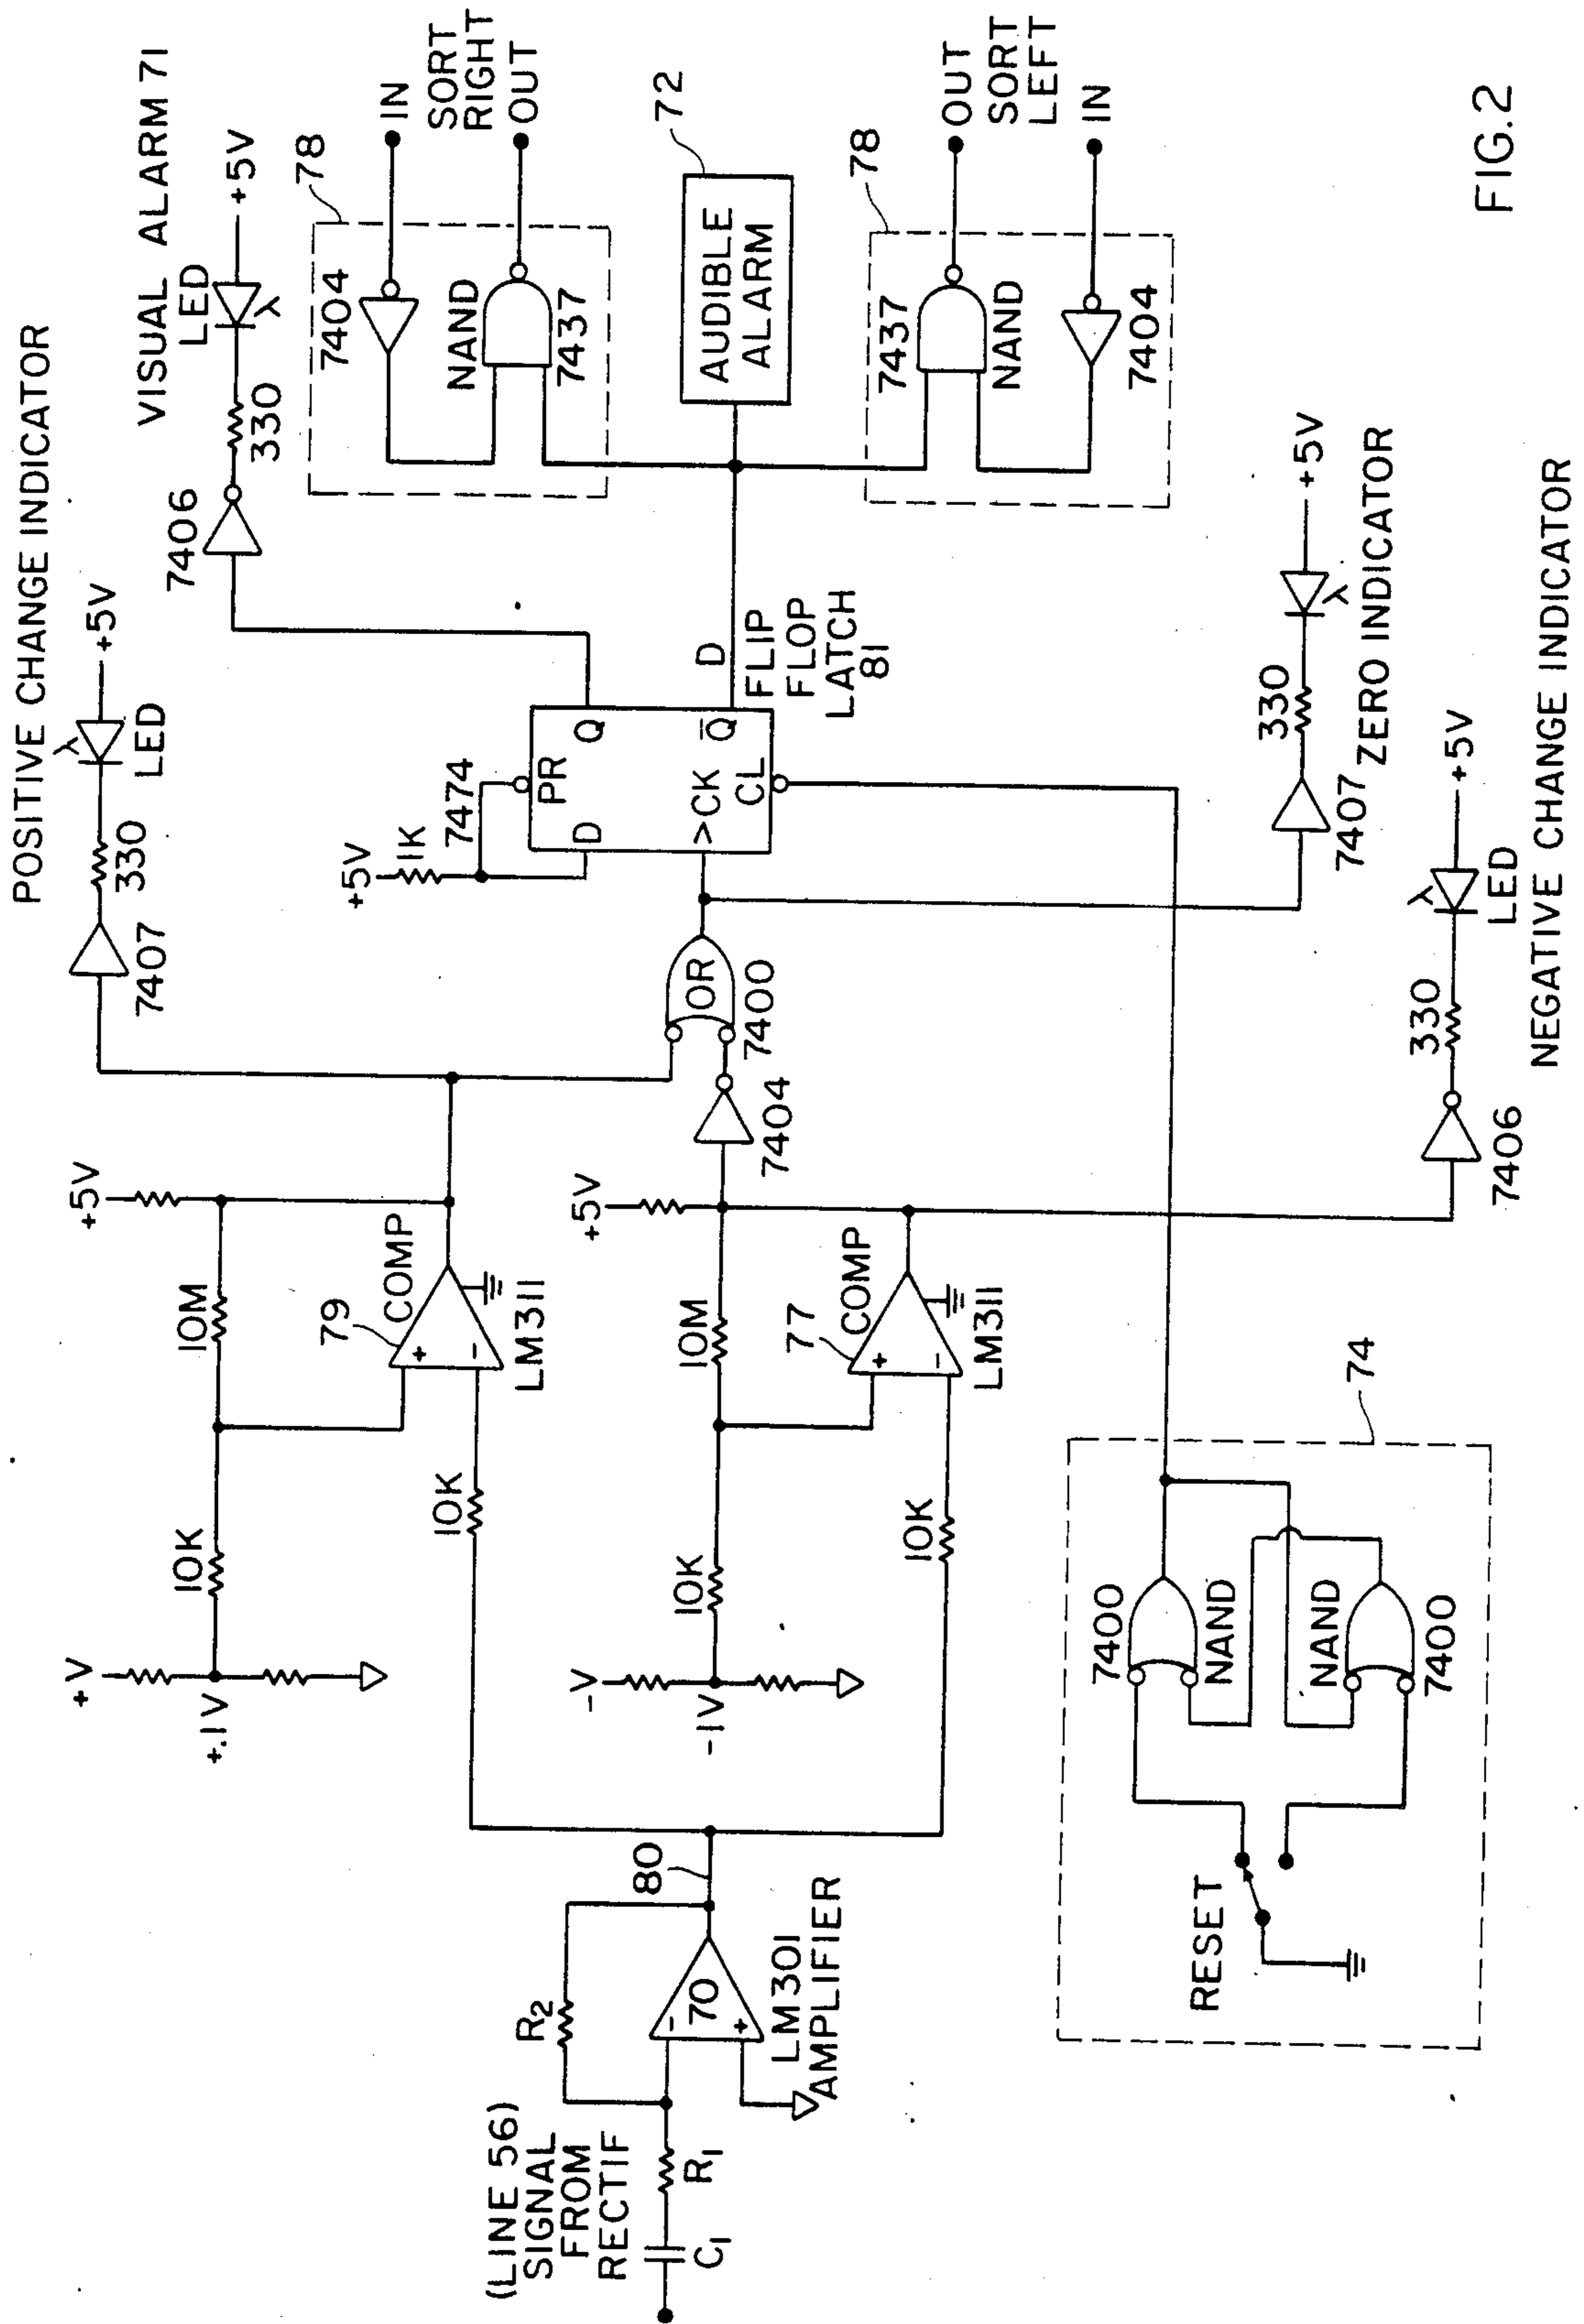 POSITIVE CHANGE INDICATOR
VISUAL ALARM 71
+5V
10M
10K
+V
+.1V
79
COMP
+
-
LM311
10K
7407
330
LED
+5V
7406
330
LED
+5V
+5V
1K
7474
PR
D
Q
>CK
Q
CL
D
FLIP
FLOP
LATCH
81
78
7404
NAND
7437
IN
SORT
RIGHT
OUT
72
AUDIBLE
ALARM
78
7437
NAND
7404
OUT
SORT
LEFT
IN
OR
7400
7404
+5V
10M
10K
-V
-1V
77
COMP
+
-
LM311
10K
(LINE 56)
SIGNAL
FROM
RECTIF
C1
R1
R2
70
-
+
LM301
AMPLIFIER
80
7407
330
+5V
ZERO INDICATOR
7406
330
LED
+5V
NEGATIVE CHANGE INDICATOR
RESET
7400
NAND
NAND
7400
74
FIG.2